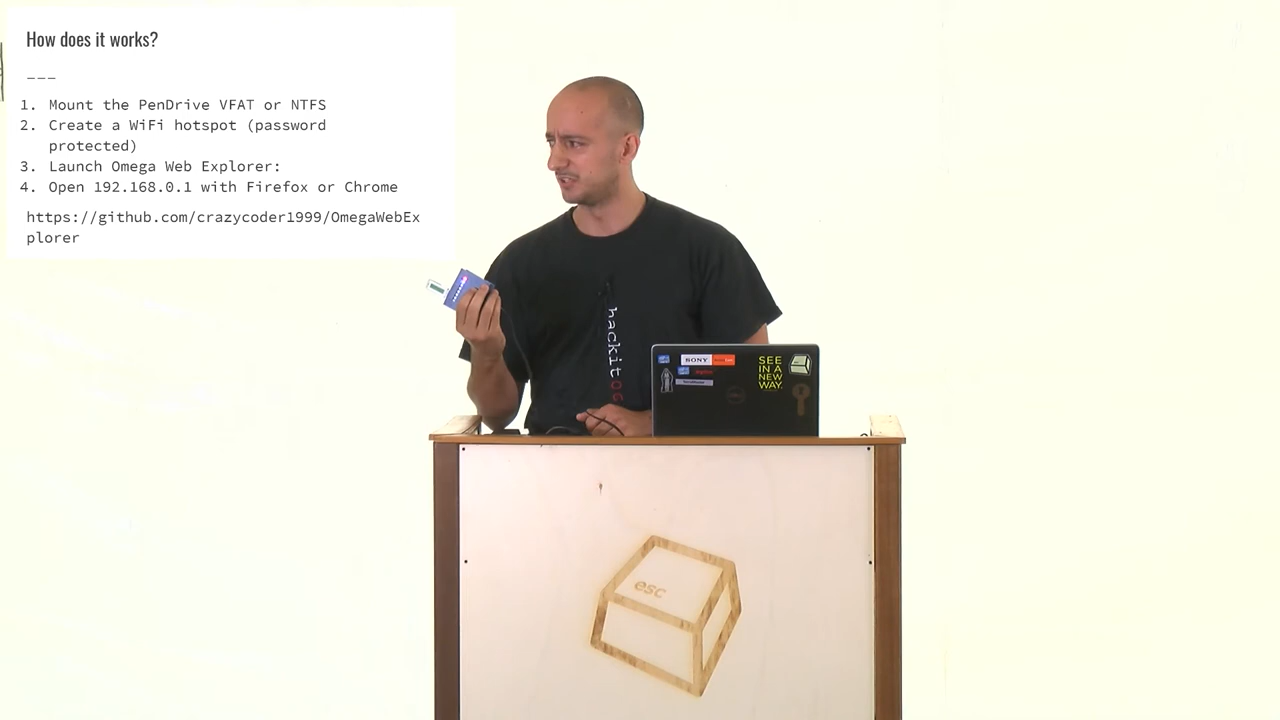 How does it works?
---
1. Mount the PenDrive VFAT or NTFS
2. Create a WiFi hotspot (password
protected)
3. Launch Omega Web Explorer:
4. Open 192.168.0.1 with Firefox or Chrome
https://github.com/crazycoder1999/OmegaWebEx
plorer
hackit
SONY
SEE
IN A
NEW
WAY.
esc